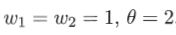 w₁ = w₂ = 1, θ = 2.